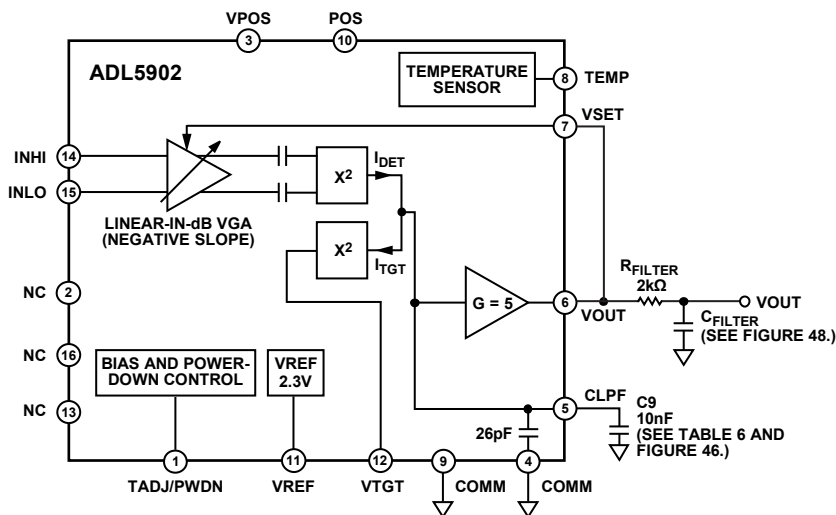 VPOS
POS
3
10
ADL5902
TEMPERATURE
SENSOR
8
TEMP
VSET
7
INHI
14
IDET
X2
INLO
15
LINEAR-IN-dB VGA
(NEGATIVE SLOPE)
X2
ITGT
NC
2
G = 5
6
VOUT
RFILTER
2kΩ
VOUT
CFILTER
(SEE FIGURE 48.)
NC
16
BIAS AND POWER-
DOWN CONTROL
VREF
2.3V
NC
13
26pF
5
CLPF
C9
10nF
(SEE TABLE 6 AND
FIGURE 46.)
1
11
12
9
4
TADJ/PWDN
VREF
VTGT
COMM
COMM